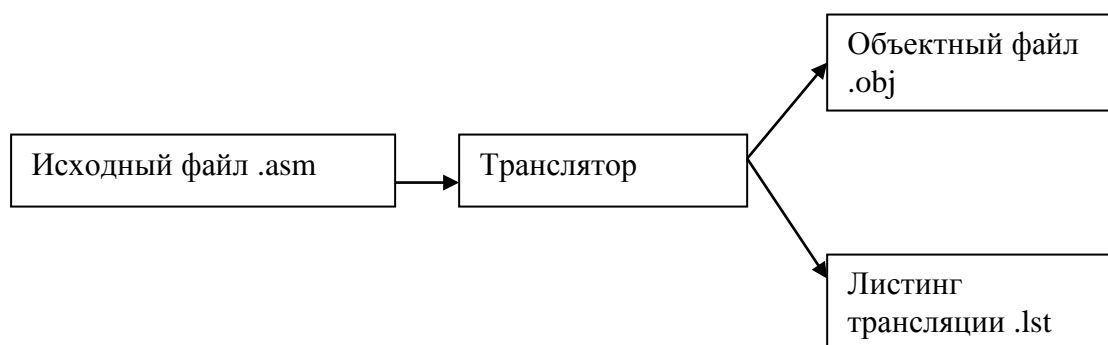 Объектный файл
.obj
Исходный файл .asm
Транслятор
Листинг
трансляции .lst